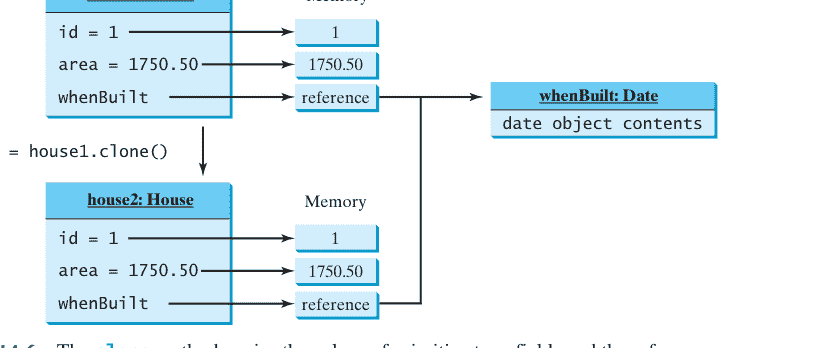 id = 1
1
area = 1750.50
1750.50
whenBuilt
reference
whenBuilt: Date
date object contents
= house1.clone()
house2: House
Memory
id = 1
1
area = 1750.50
1750.50
whenBuilt
reference